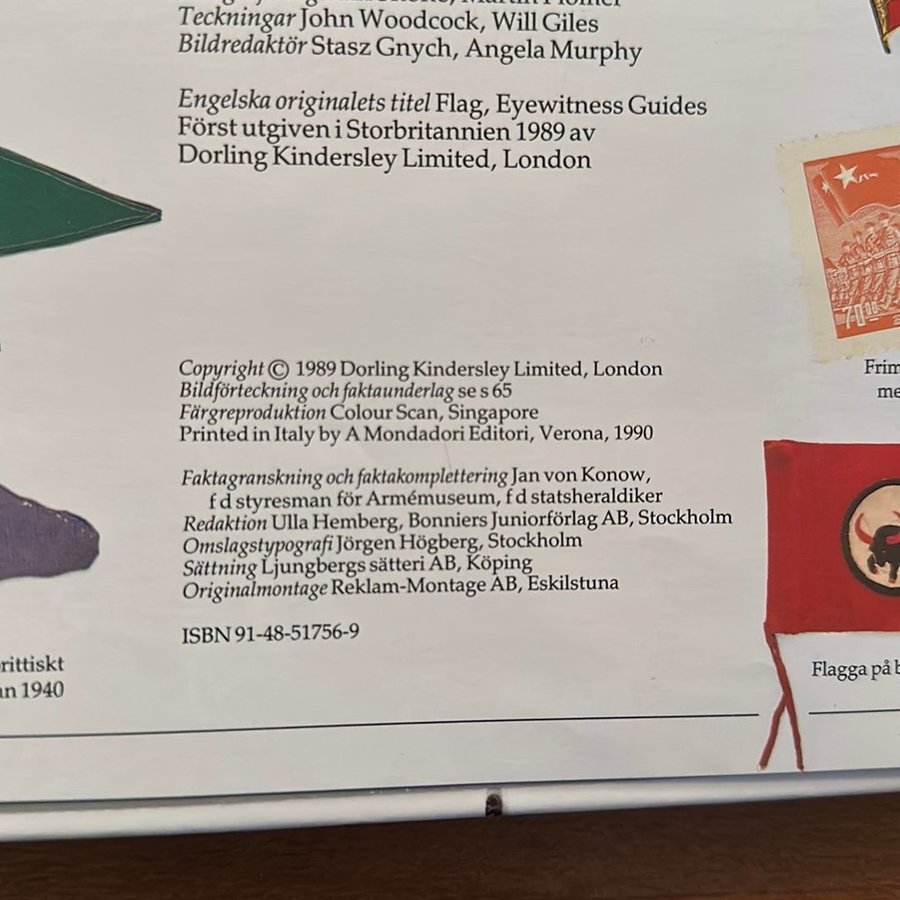 Teckningar John Woodcock, Will Giles
Bildredaktör Stasz Gnych, Angela Murphy
Engelska originalets titel Flag, Eyewitness Guides
Först utgiven i Storbritannien 1989 av
Dorling Kindersley Limited, London
70.00
Copyright © 1989 Dorling Kindersley Limited, London
Bildförteckning och faktaunderlag se s 65
Färgreproduktion Colour Scan, Singapore
Printed in Italy by A Mondadori Editori, Verona, 1990
Frim
me
Faktagranskning och faktakomplettering Jan von Konow,
f d styresman för Armémuseum, f d statsheraldiker
Redaktion Ulla Hemberg, Bonniers Juniorförlag AB, Stockholm
Omslagstypografi Jörgen Högberg, Stockholm
Sättning Ljungbergs sätteri AB, Köping
Originalmontage Reklam-Montage AB, Eskilstuna
ISBN 91-48-51756-9
rittiskt
an 1940
Flagga på b